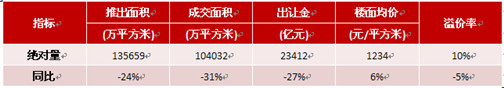 指标 推出面积 成交面积 出让金 楼面均价 溢价率
(万平方米) (万平方米) (亿元) (元/平方米)
绝对量 135659 104032 23412 1234 10%
同比 -24% -31% -27% 6% -5%